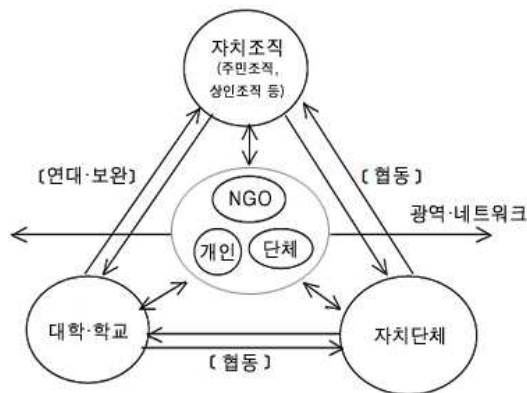 자치조직
(주민조직,
상인조직 등)
[연대·보완]
[협동]
NGO
광역·네트워크
개인
단체
대학·학교
자치단체
[협동]